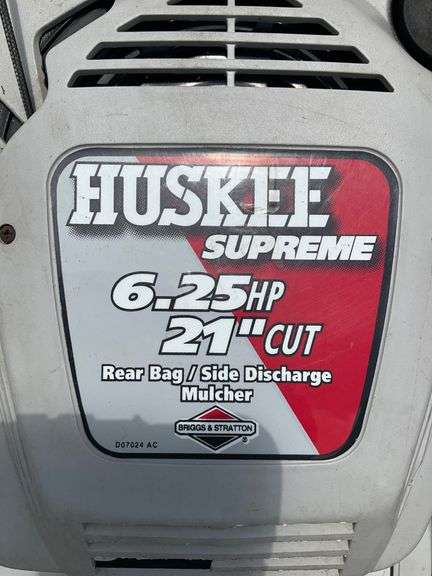 HUSKEE
SUPREME
6.25HP
21" CUT
Rear Bag / Side Discharge
Mulcher
BRIGGS & STRATTON
®
D07024 AC